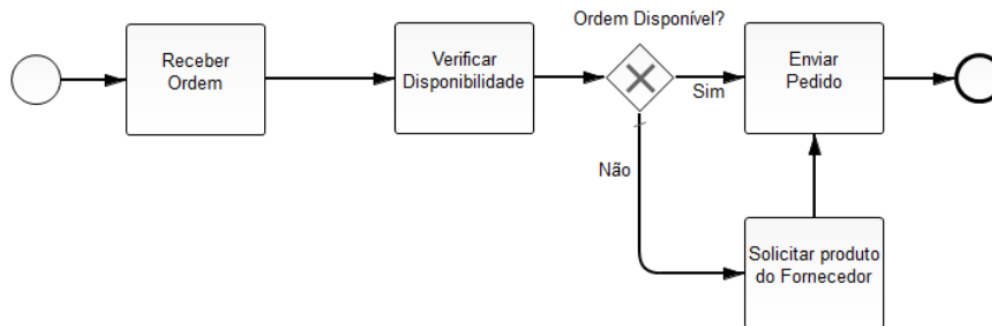 Ordem Disponível?
Receber
Ordem
Verificar
Disponibilidade
Sim
Enviar
Pedido
Não
Solicitar produto
do Fornecedor